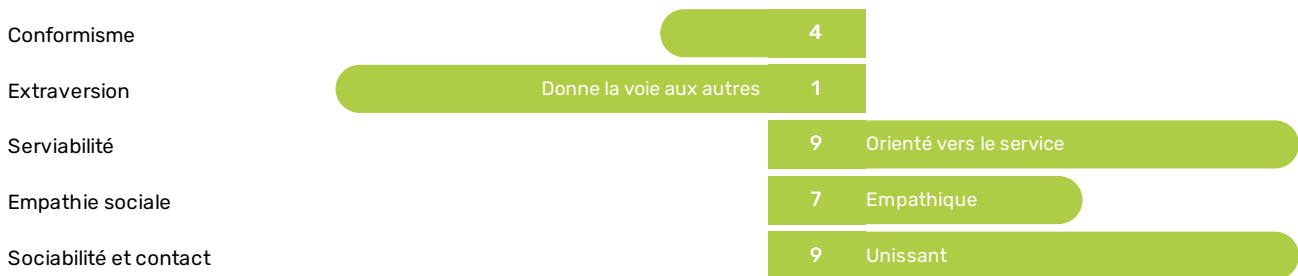 Conformisme 4
Extraversion Donne la voie aux autres 1
Serviabilité 9 Orienté vers le service
Empathie sociale 7 Empathique
Sociabilité et contact 9 Unissant